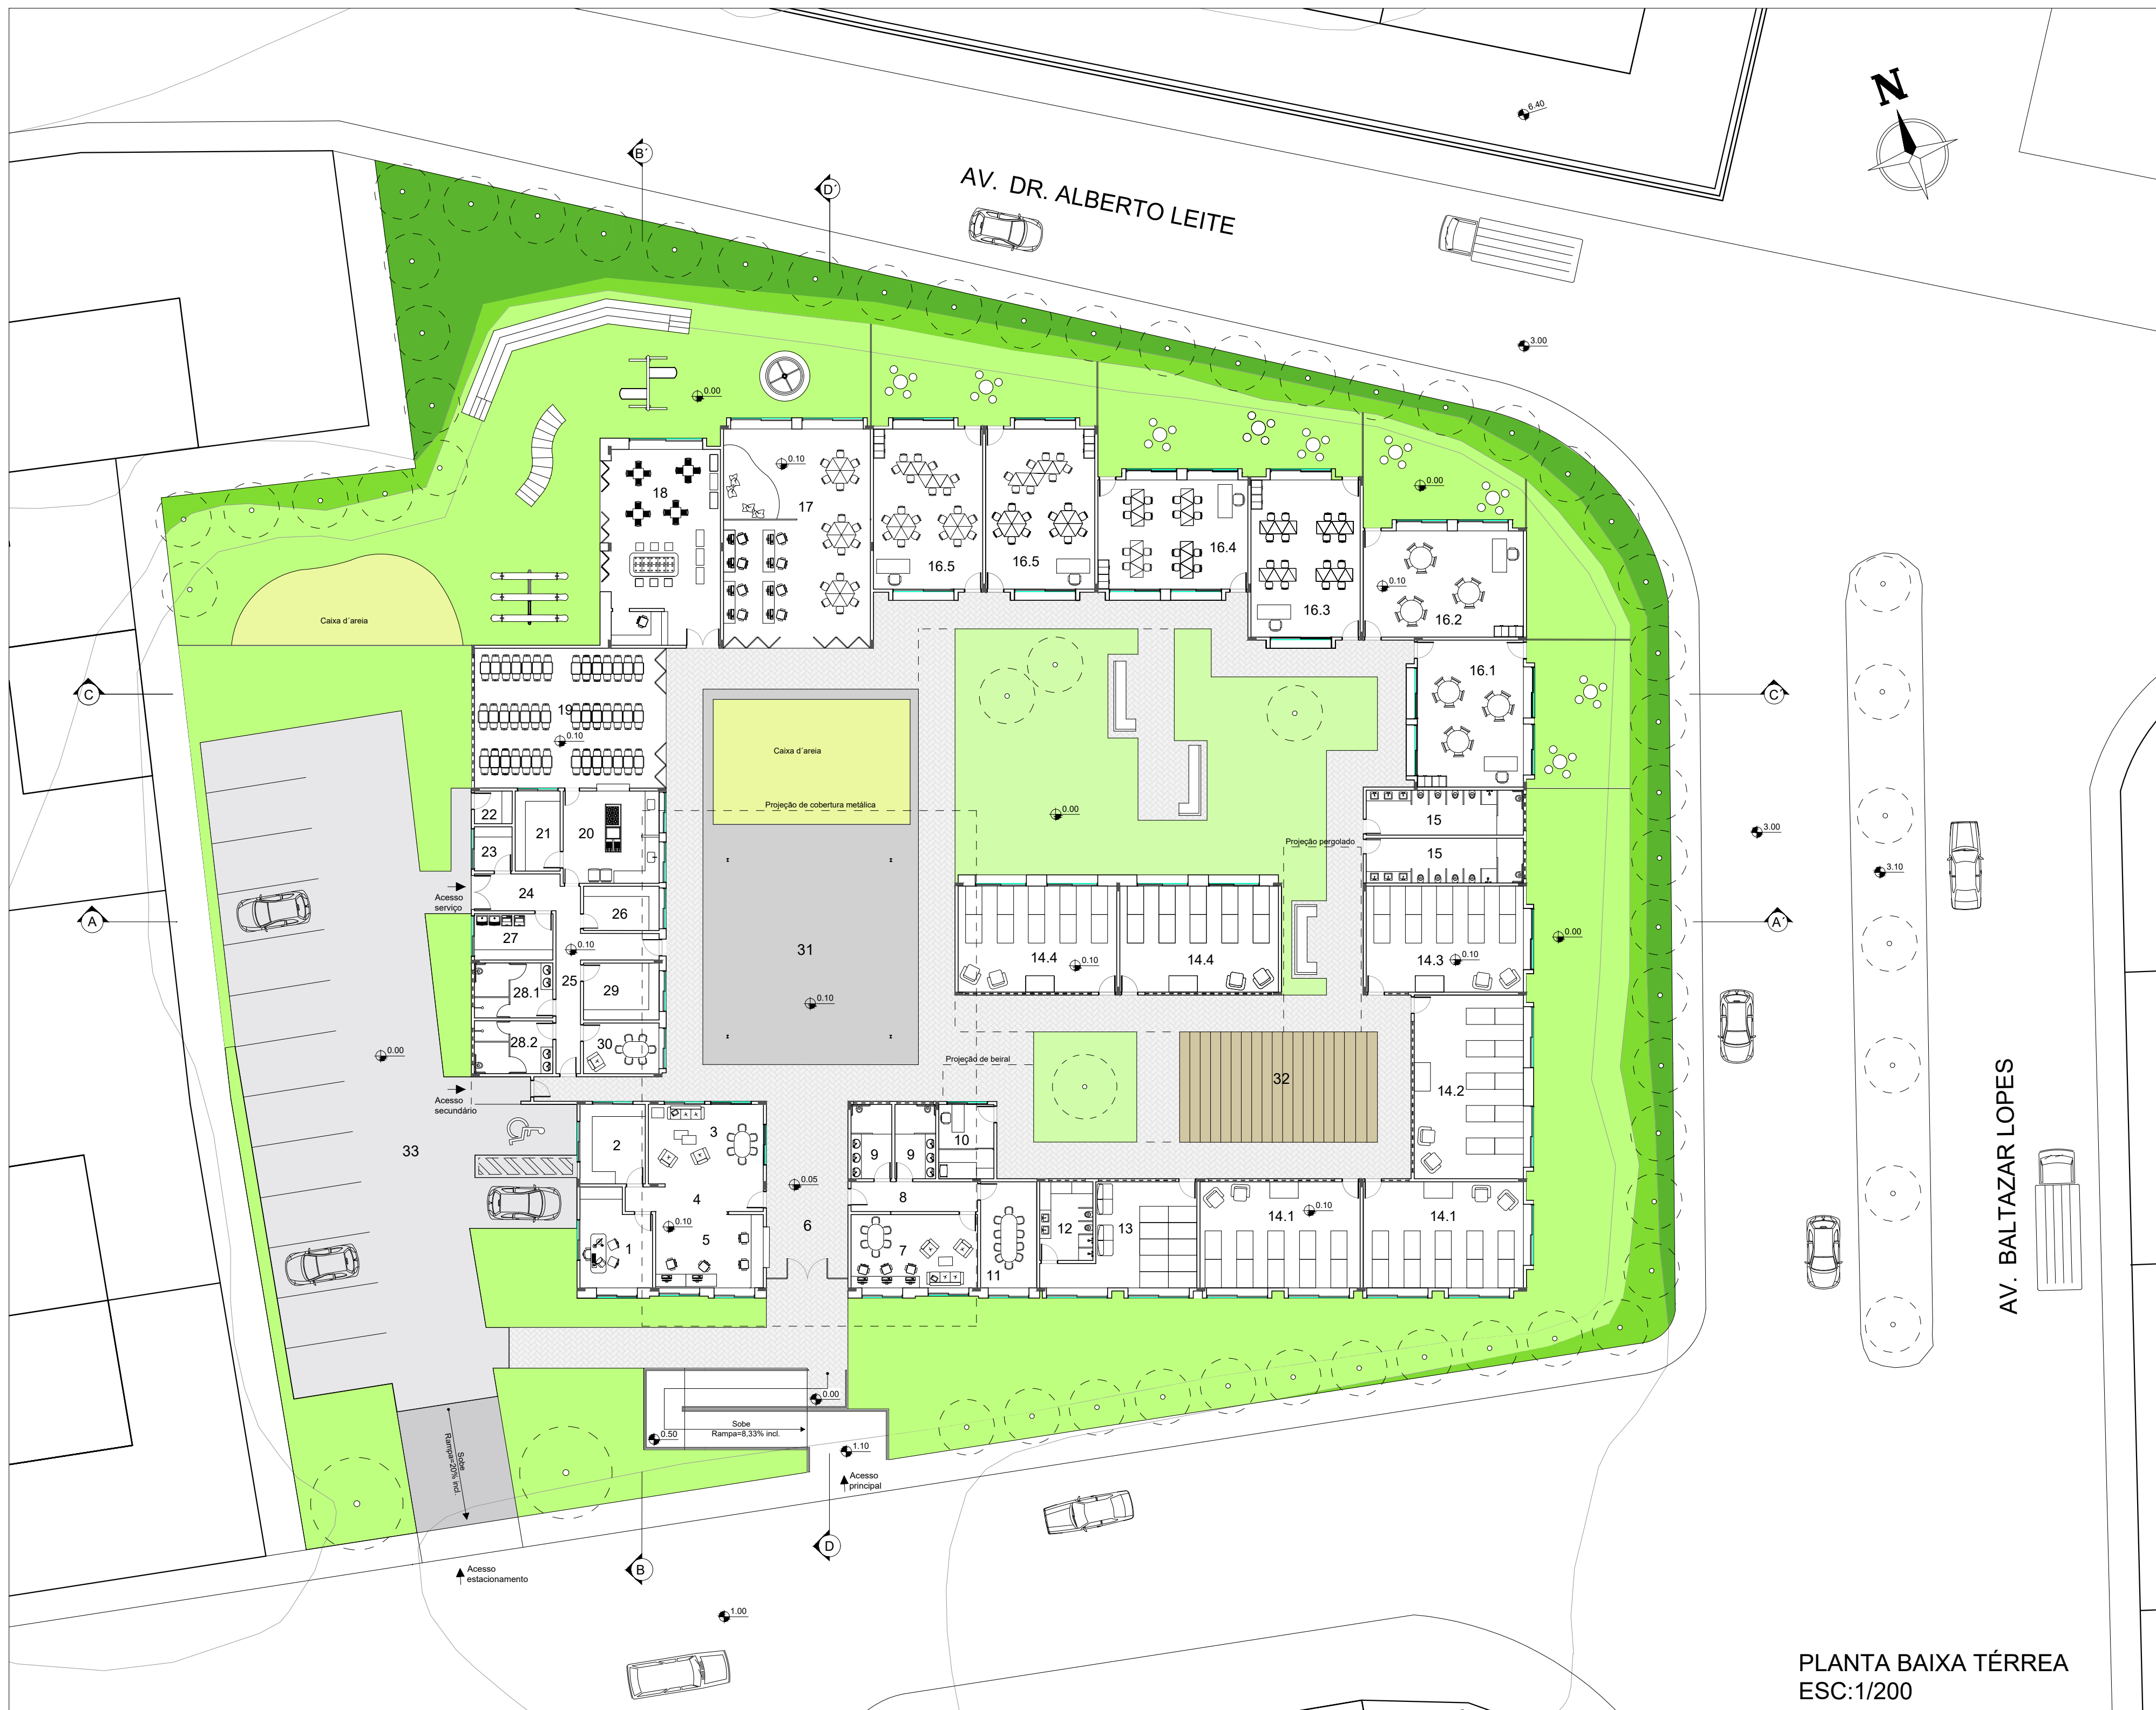 N
6.40
B´
D´
AV. DR. ALBERTO LEITE
3.00
0.00
18
0.10
17
16.5
16.5
16.4
0.00
16.3
0.10
16.2
Caixa d´areia
16.1
C
C´
19
0.10
Caixa d´areia
Projeção de cobertura metálica
0.00
22
21
20
23
15
Projeção pergolado
15
3.00
3.10
24
Acesso
serviço
26
A
A´
27
0.10
31
14.4
0.10
14.4
14.3
0.10
0.00
25
28.1
29
0.10
28.2
30
0.00
Projeção de beiral
32
14.2
Acesso
secundário
33
2
3
9
9
10
AV. BALTAZAR LOPES
0.05
4
8
0.10
6
5
1
7
11
12
13
14.1
0.10
14.1
0.00
Sobe
Rampa=8,33% incl.
0.50
1.10
Sobe
Rampa=20% incl.
Acesso
principal
D
B
Acesso
estacionamento
1.00
PLANTA BAIXA TÉRREA
ESC:1/200